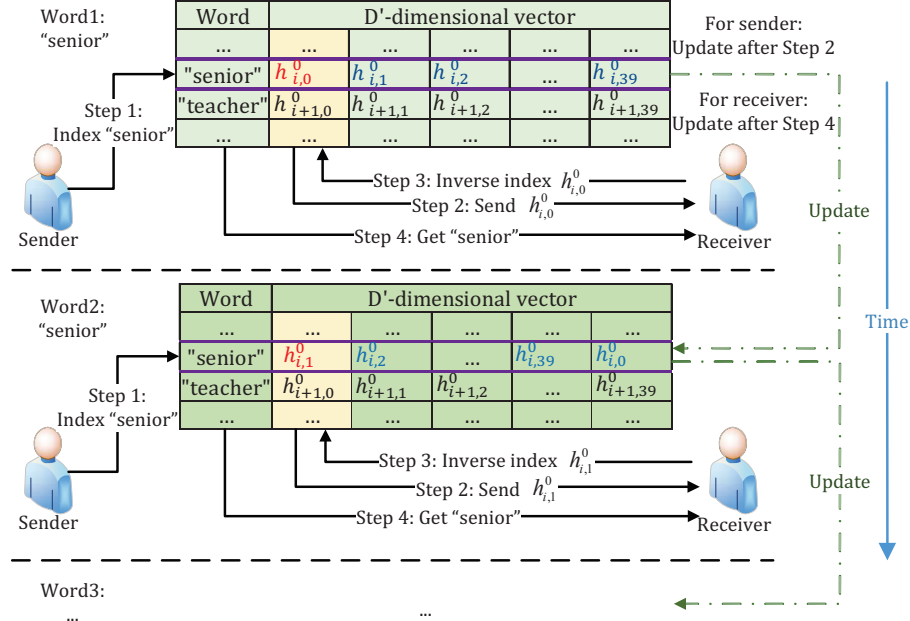 Word1:
"senior"
Word D'-dimensional vector
... ... ... ... ... ...
"senior" h^0_{i,0} h^0_{i,1} h^0_{i,2} ... h^0_{i,39}
"teacher" h^0_{i+1,0} h^0_{i+1,1} h^0_{i+1,2} ... h^0_{i+1,39}
... ... ... ... ... ...
For sender:
Update after Step 2
For receiver:
Update after Step 4
Step 1:
Index "senior"
Step 3: Inverse index h^0_{i,0}
Step 2: Send h^0_{i,0}
Step 4: Get "senior"
Sender
Receiver
Update
Time
Word2:
"senior"
Word D'-dimensional vector
... ... ... ... ... ...
"senior" h^0_{i,1} h^0_{i,2} ... h^0_{i,39} h^0_{i,0}
"teacher" h^0_{i+1,0} h^0_{i+1,1} h^0_{i+1,2} ... h^0_{i+1,39}
... ... ... ... ... ...
Step 1:
Index "senior"
Step 3: Inverse index h^0_{i,1}
Step 2: Send h^0_{i,1}
Step 4: Get "senior"
Sender
Receiver
Update
Word3:
...
...